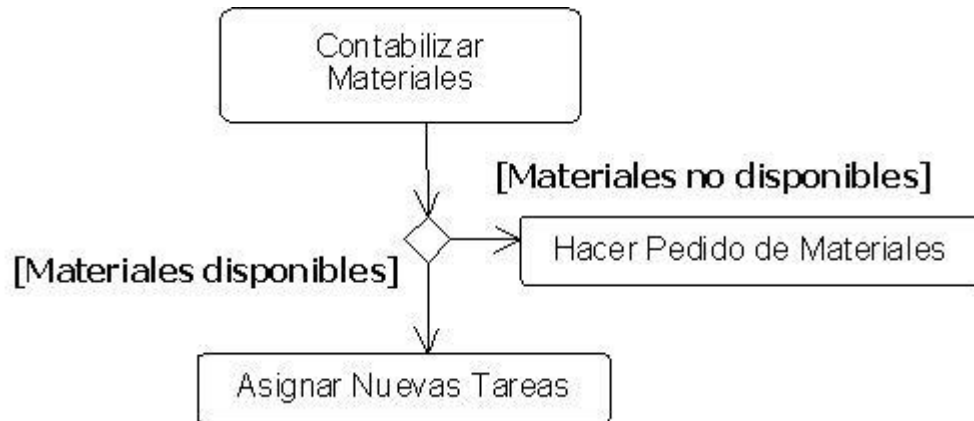 Contabilizar
Materiales
[Materiales no disponibles]
Hacer Pedido de Materiales
[Materiales disponibles]
Asignar Nuevas Tareas